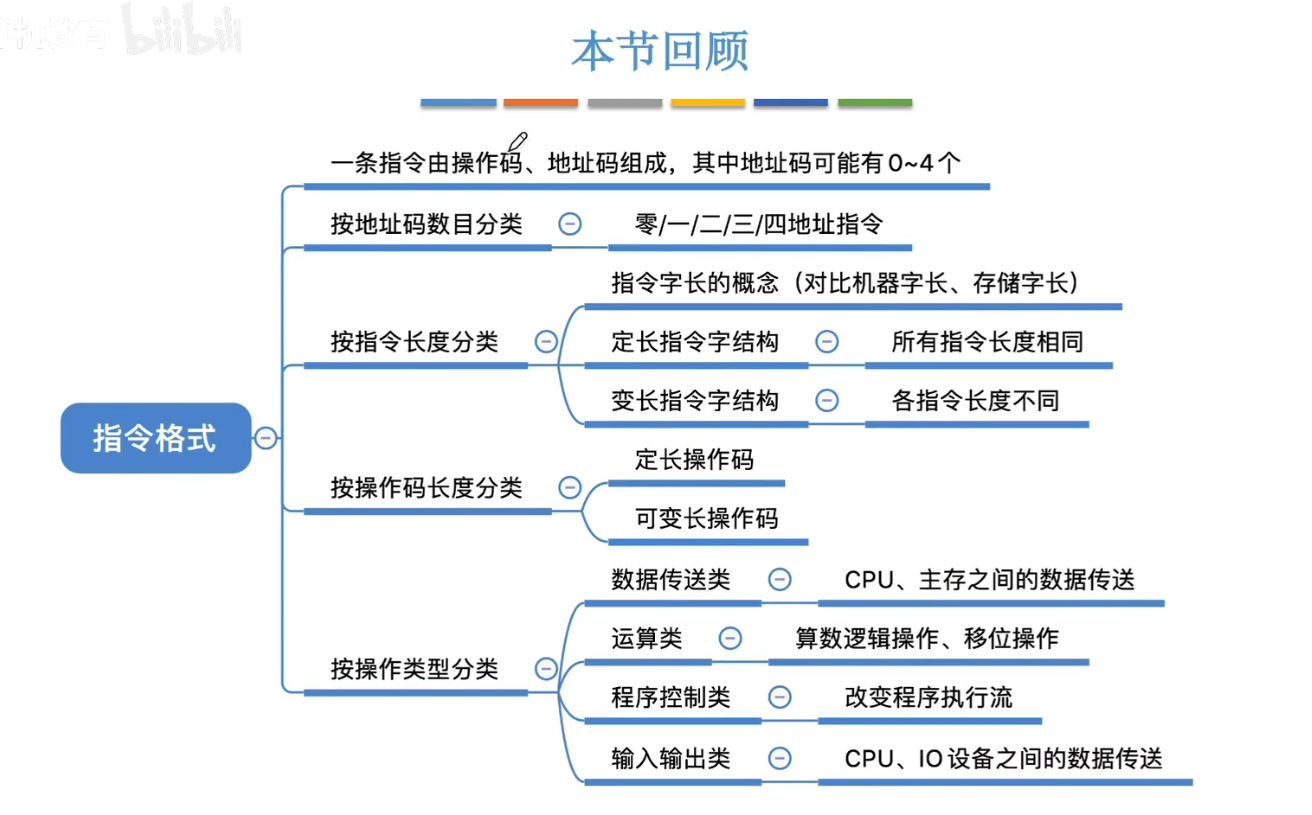 bilibili
本节回顾
一条指令由操作码、地址码组成，其中地址码可能有0~4个
按地址码数目分类
零/一/二/三/四地址指令
指令字长的概念（对比机器字长、存储字长）
按指令长度分类
定长指令字结构
所有指令长度相同
变长指令字结构
各指令长度不同
指令格式
定长操作码
按操作码长度分类
可变长操作码
数据传送类
CPU、主存之间的数据传送
运算类
算数逻辑操作、移位操作
按操作类型分类
程序控制类
改变程序执行流
输入输出类
CPU、IO设备之间的数据传送